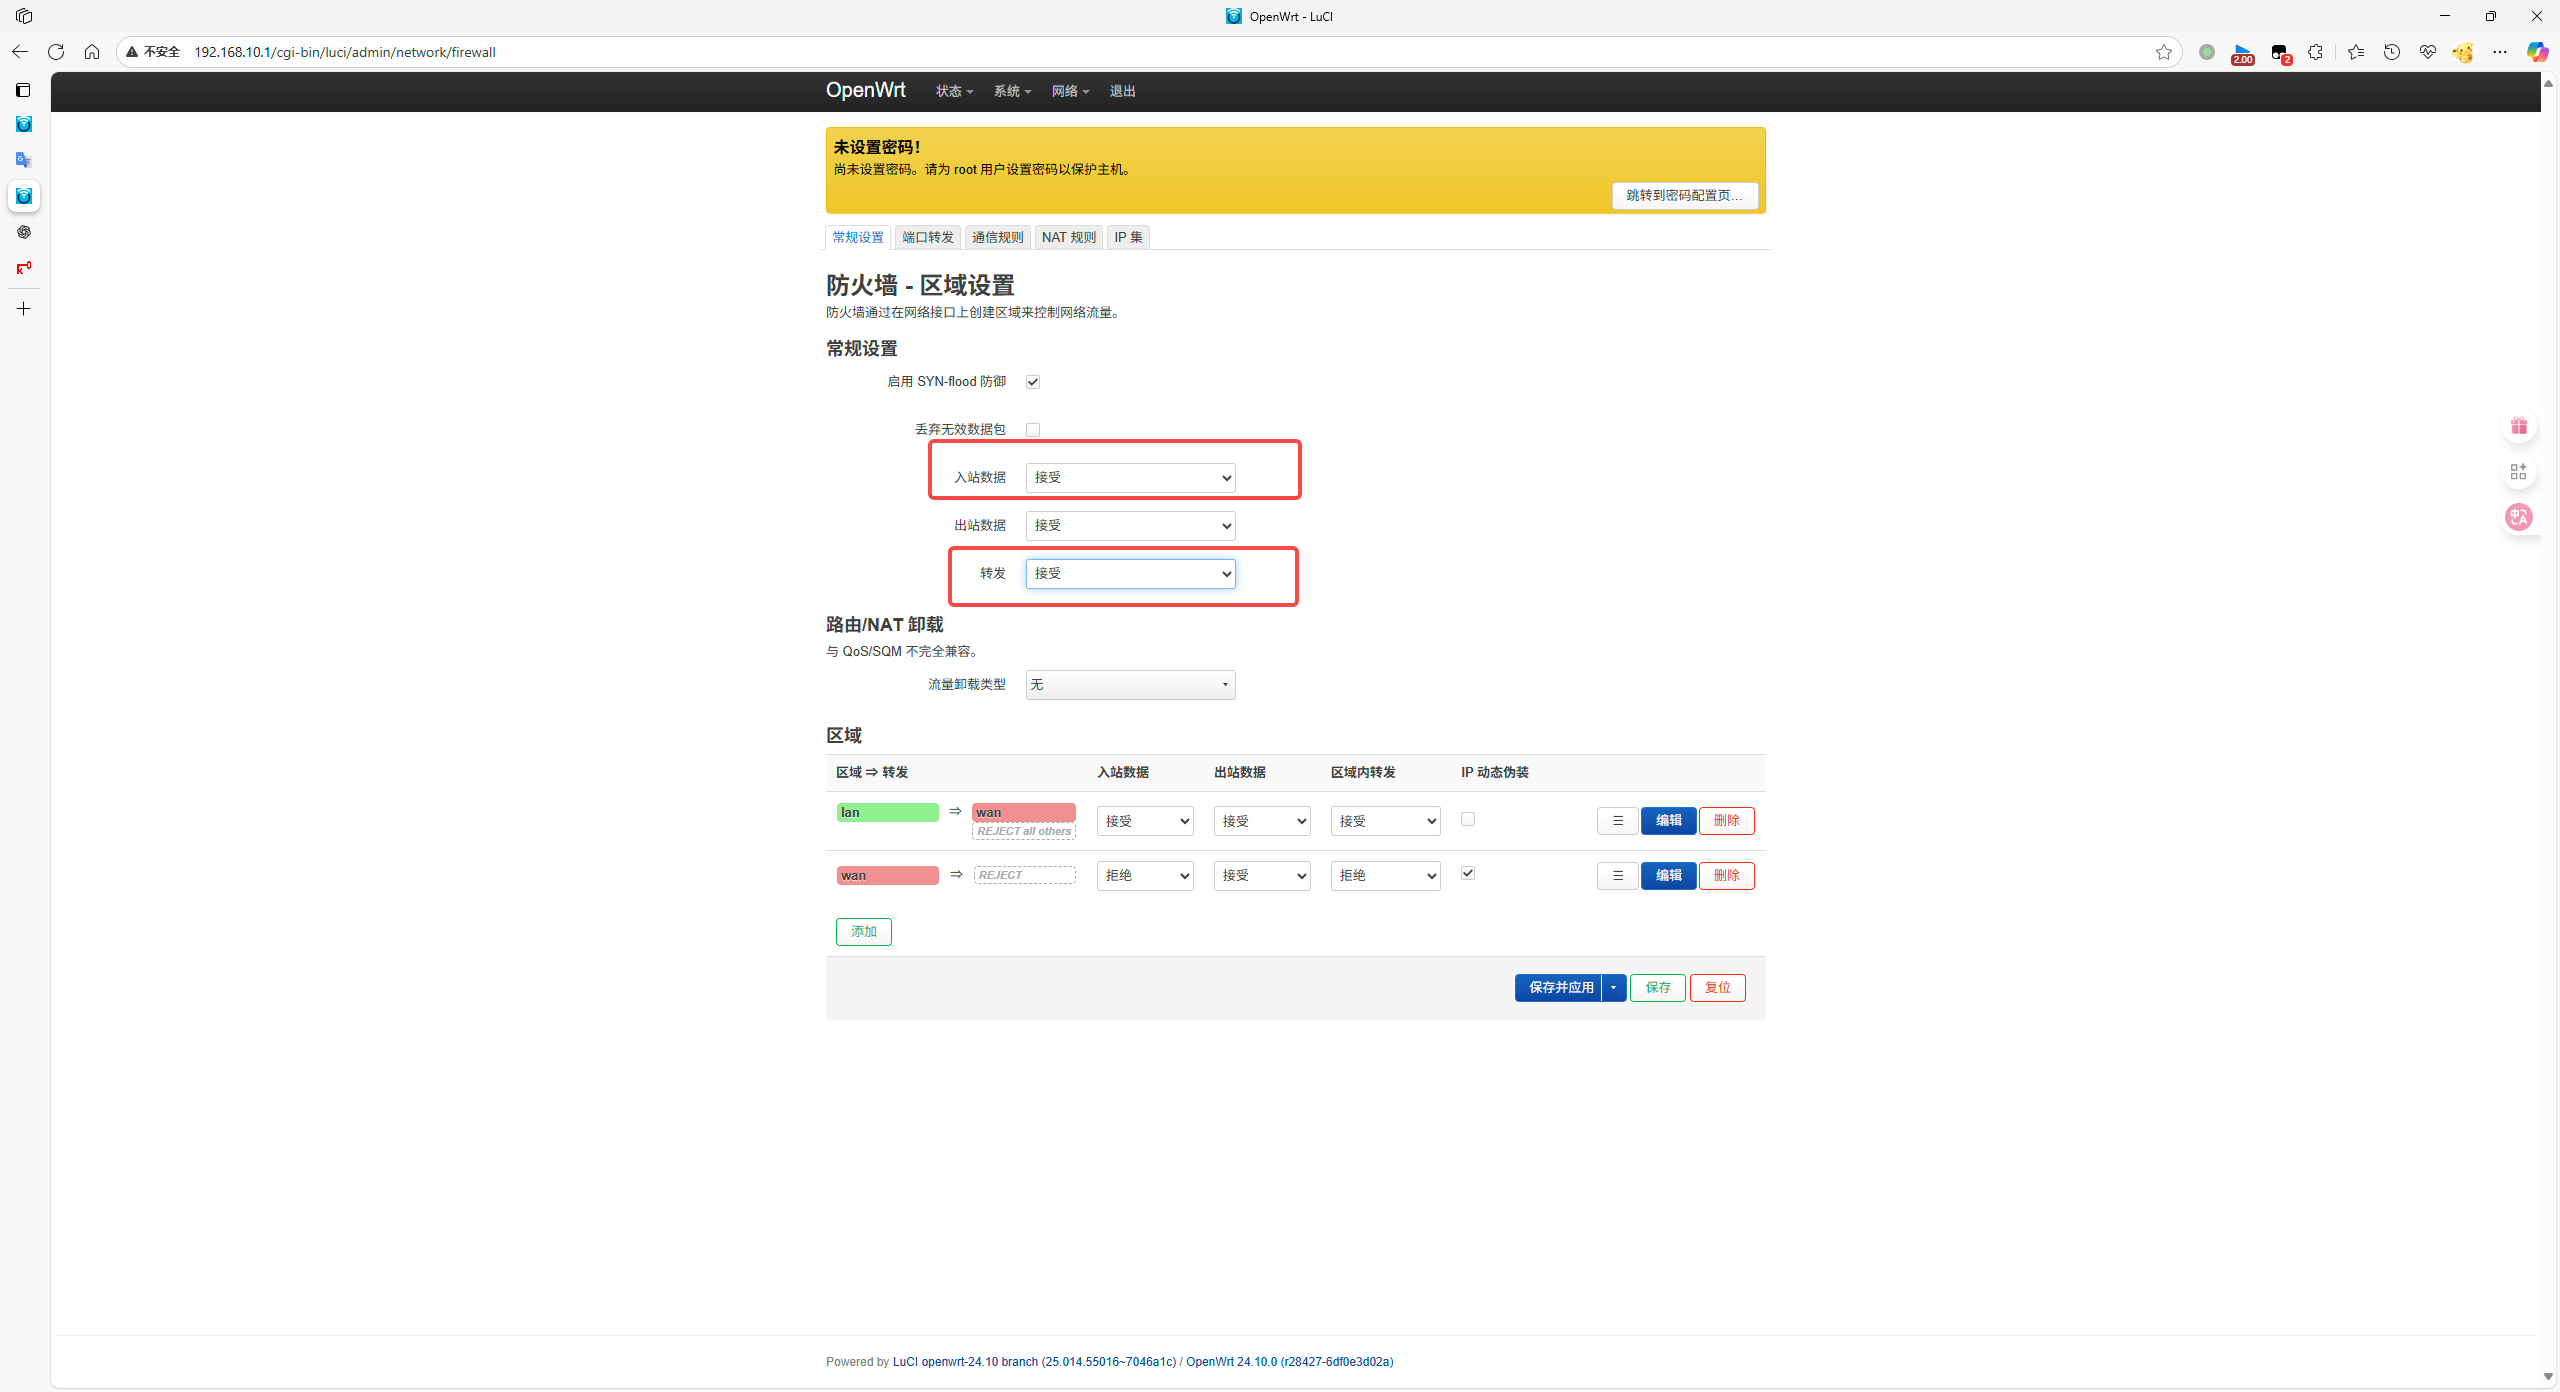 OpenWrt - LuCI
不安全 192.168.10.1/cgi-bin/luci/admin/network/firewall
2.00
2
OpenWrt 状态 系统 网络 退出
未设置密码！
尚未设置密码。请为 root 用户设置密码以保护主机。
跳转到密码配置页…
常规设置 端口转发 通信规则 NAT 规则 IP 集
防火墙 - 区域设置
防火墙通过在网络接口上创建区域来控制网络流量。
常规设置
启用 SYN-flood 防御
丢弃无效数据包
入站数据 接受
出站数据 接受
转发 接受
路由/NAT 卸载
与 QoS/SQM 不完全兼容。
流量卸载类型 无
区域
区域 ⇒ 转发 入站数据 出站数据 区域内转发 IP 动态伪装
lan ⇒ wan 接受 接受 接受 ☰ 编辑 删除
REJECT all others
wan ⇒ REJECT 拒绝 接受 拒绝 ☰ 编辑 删除
添加
保存并应用 保存 复位
Powered by LuCI openwrt-24.10 branch (25.014.55016~7046a1c) / OpenWrt 24.10.0 (r28427-6df0e3d02a)